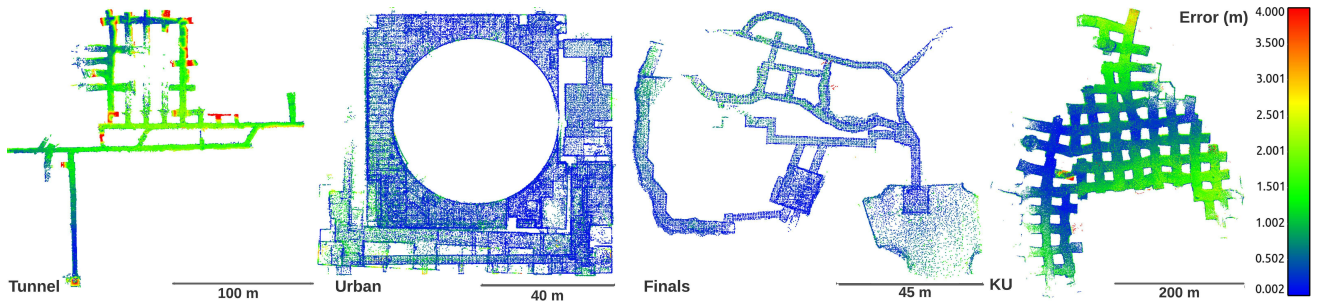 Error (m)
4.000
3.500
3.001
2.501
2.001
1.501
1.002
0.502
0.002
Tunnel
100 m
Urban
40 m
Finals
45 m
KU
200 m